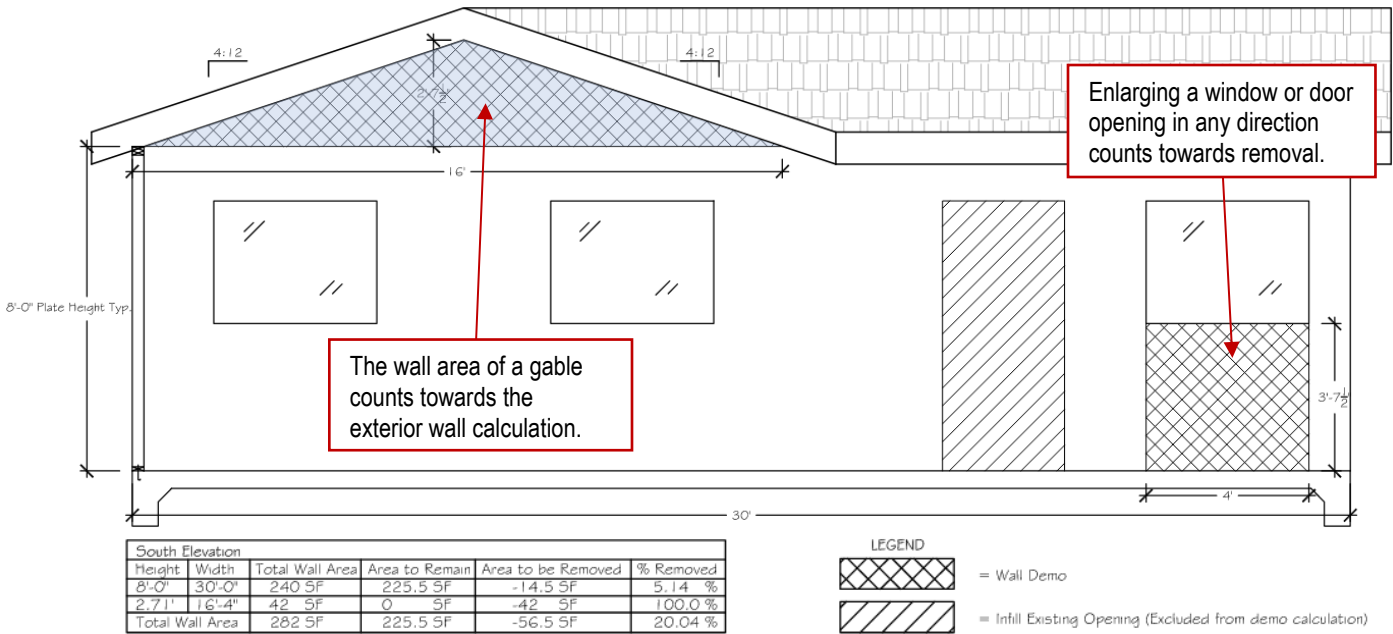 4:12
4:12
2'-7½"
Enlarging a window or door
opening in any direction
counts towards removal.
16'
8'-0" Plate Height Typ.
The wall area of a gable
counts towards the
exterior wall calculation.
3'-7½"
4'
30'
South Elevation
Height Width Total Wall Area Area to Remain Area to be Removed % Removed
8'-0" 30'-0" 240 SF 225.5 SF -14.5 SF 5.14 %
2.71' 16'-4" 42 SF 0 SF -42 SF 100.0 %
Total Wall Area 282 SF 225.5 SF -56.5 SF 20.04 %
LEGEND
= Wall Demo
= Infill Existing Opening (Excluded from demo calculation)